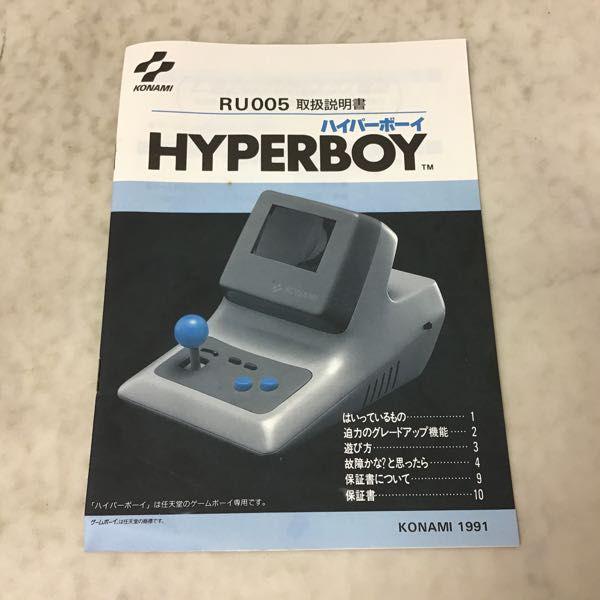 KONAMI
RU005 取扱説明書
ハイパーボーイ
HYPERBOY™
KONAMI
はいっているもの………………1
迫力のグレードアップ機能……2
遊び方……………………………3
故障かな?と思ったら…………4
保証書について…………………9
保証書……………………………10
「ハイパーボーイ」は任天堂のゲームボーイ専用です。
ゲームボーイは任天堂の商標です。
KONAMI 1991